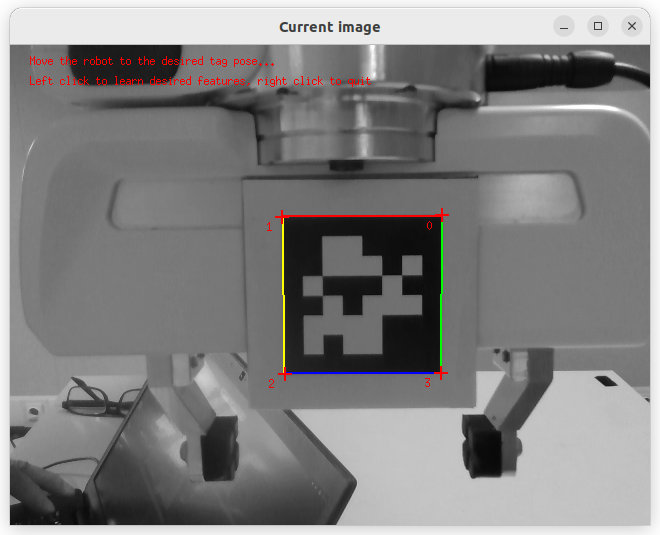 Current image
Move the robot to the desired tag pose...
Left click to learn desired features, right click to quit
1
0
2
3